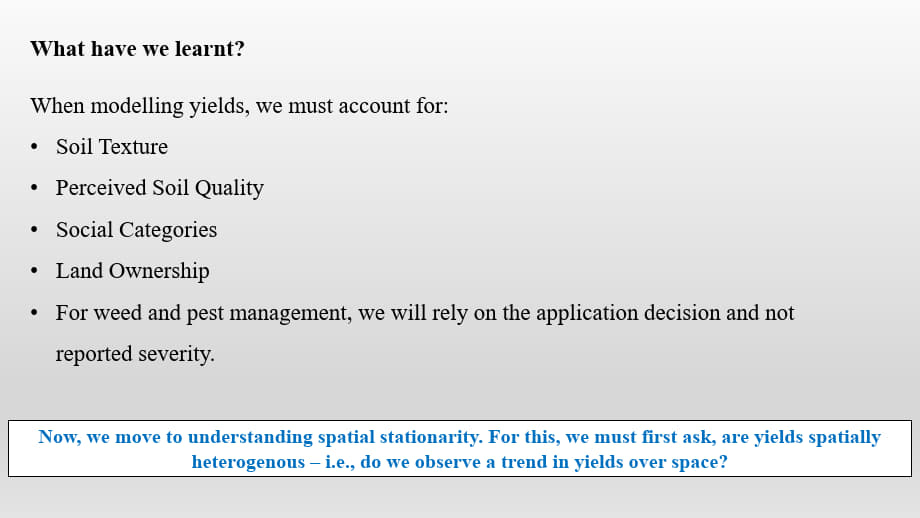 What have we learnt?
When modelling yields, we must account for:
• Soil Texture
• Perceived Soil Quality
• Social Categories
• Land Ownership
• For weed and pest management, we will rely on the application decision and not
reported severity.
Now, we move to understanding spatial stationarity. For this, we must first ask, are yields spatially
heterogenous – i.e., do we observe a trend in yields over space?